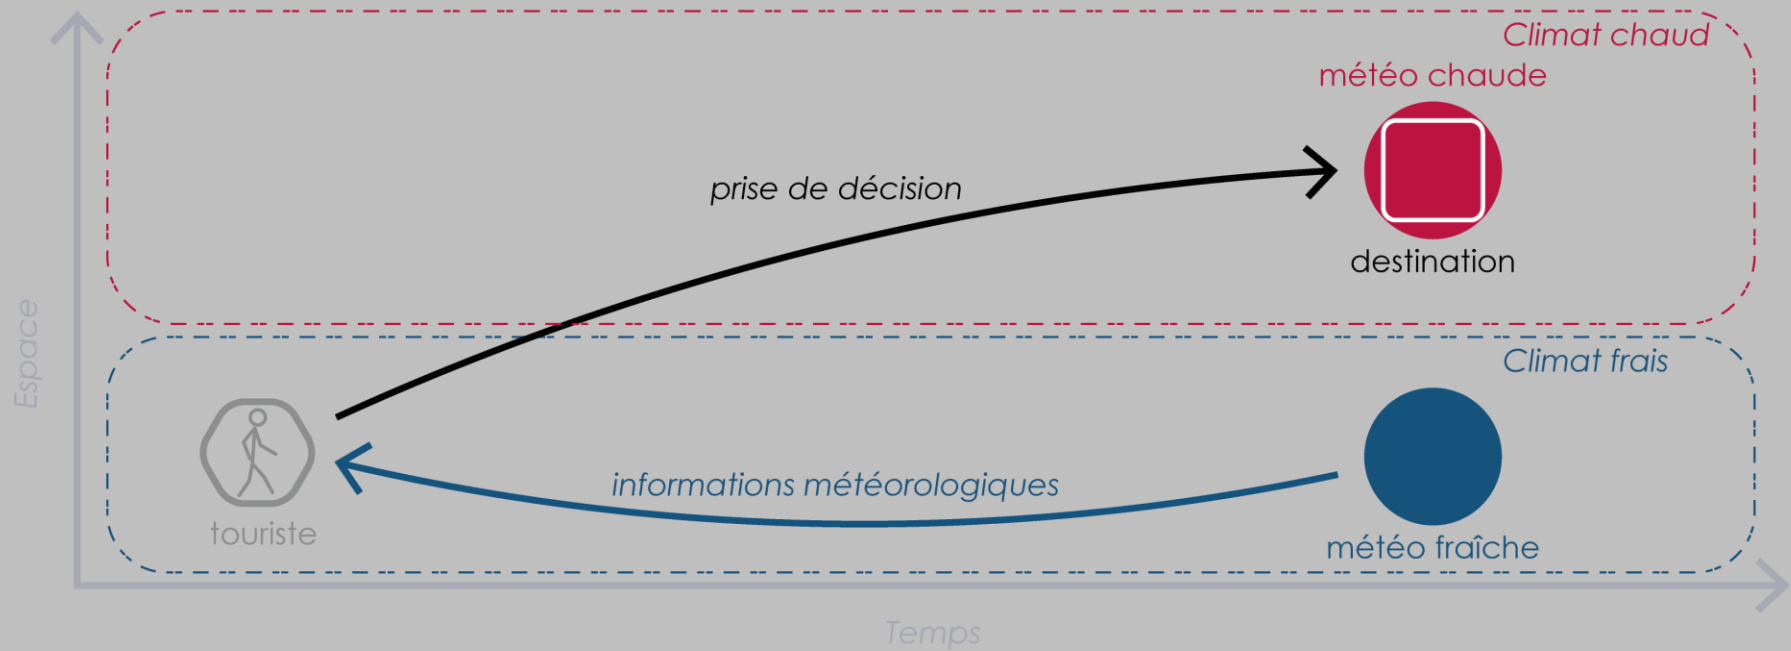 Climat chaud
météo chaude
prise de décision
destination
Espace
Climat frais
informations météorologiques
touriste
météo fraîche
Temps